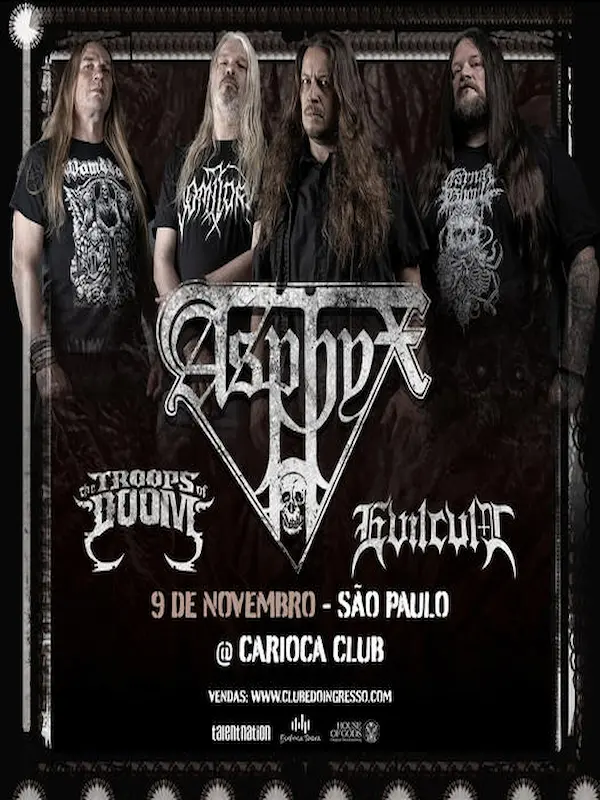 Vomitory
Asphyx
the TROOPS of DOOM
Evilcult
9 DE NOVEMBRO - SÃO PAULO
@ CARIOCA CLUB
VENDAS: WWW.CLUBEDOINGRESSO.COM
talentnation
HOUSE
OF GODS